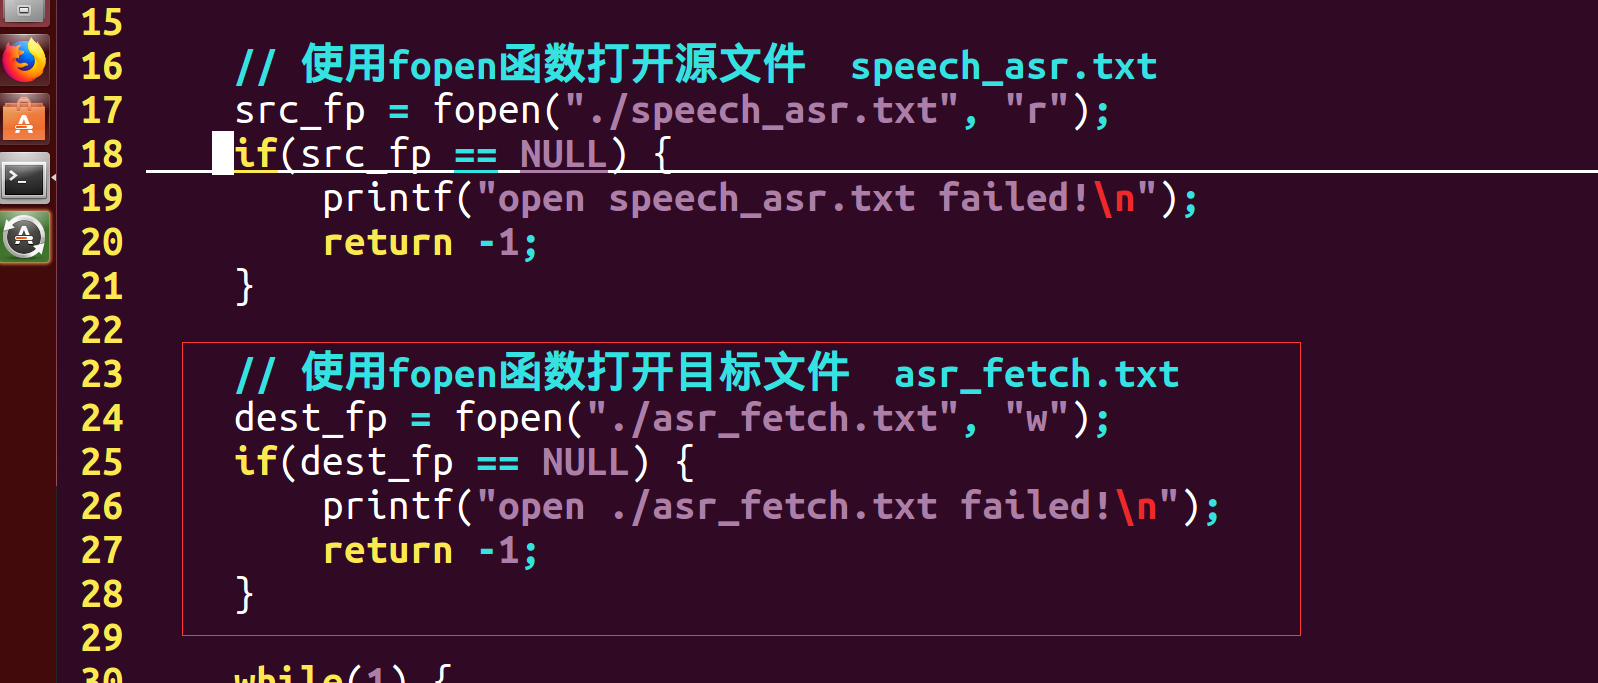 15
16 // 使用fopen函数打开源文件  speech_asr.txt
17 src_fp = fopen("./speech_asr.txt", "r");
18 if(src_fp == NULL) {
19 printf("open speech_asr.txt failed!\n");
20 return -1;
21 }
22
23 // 使用fopen函数打开目标文件  asr_fetch.txt
24 dest_fp = fopen("./asr_fetch.txt", "w");
25 if(dest_fp == NULL) {
26 printf("open ./asr_fetch.txt failed!\n");
27 return -1;
28 }
29
30 while(1) {